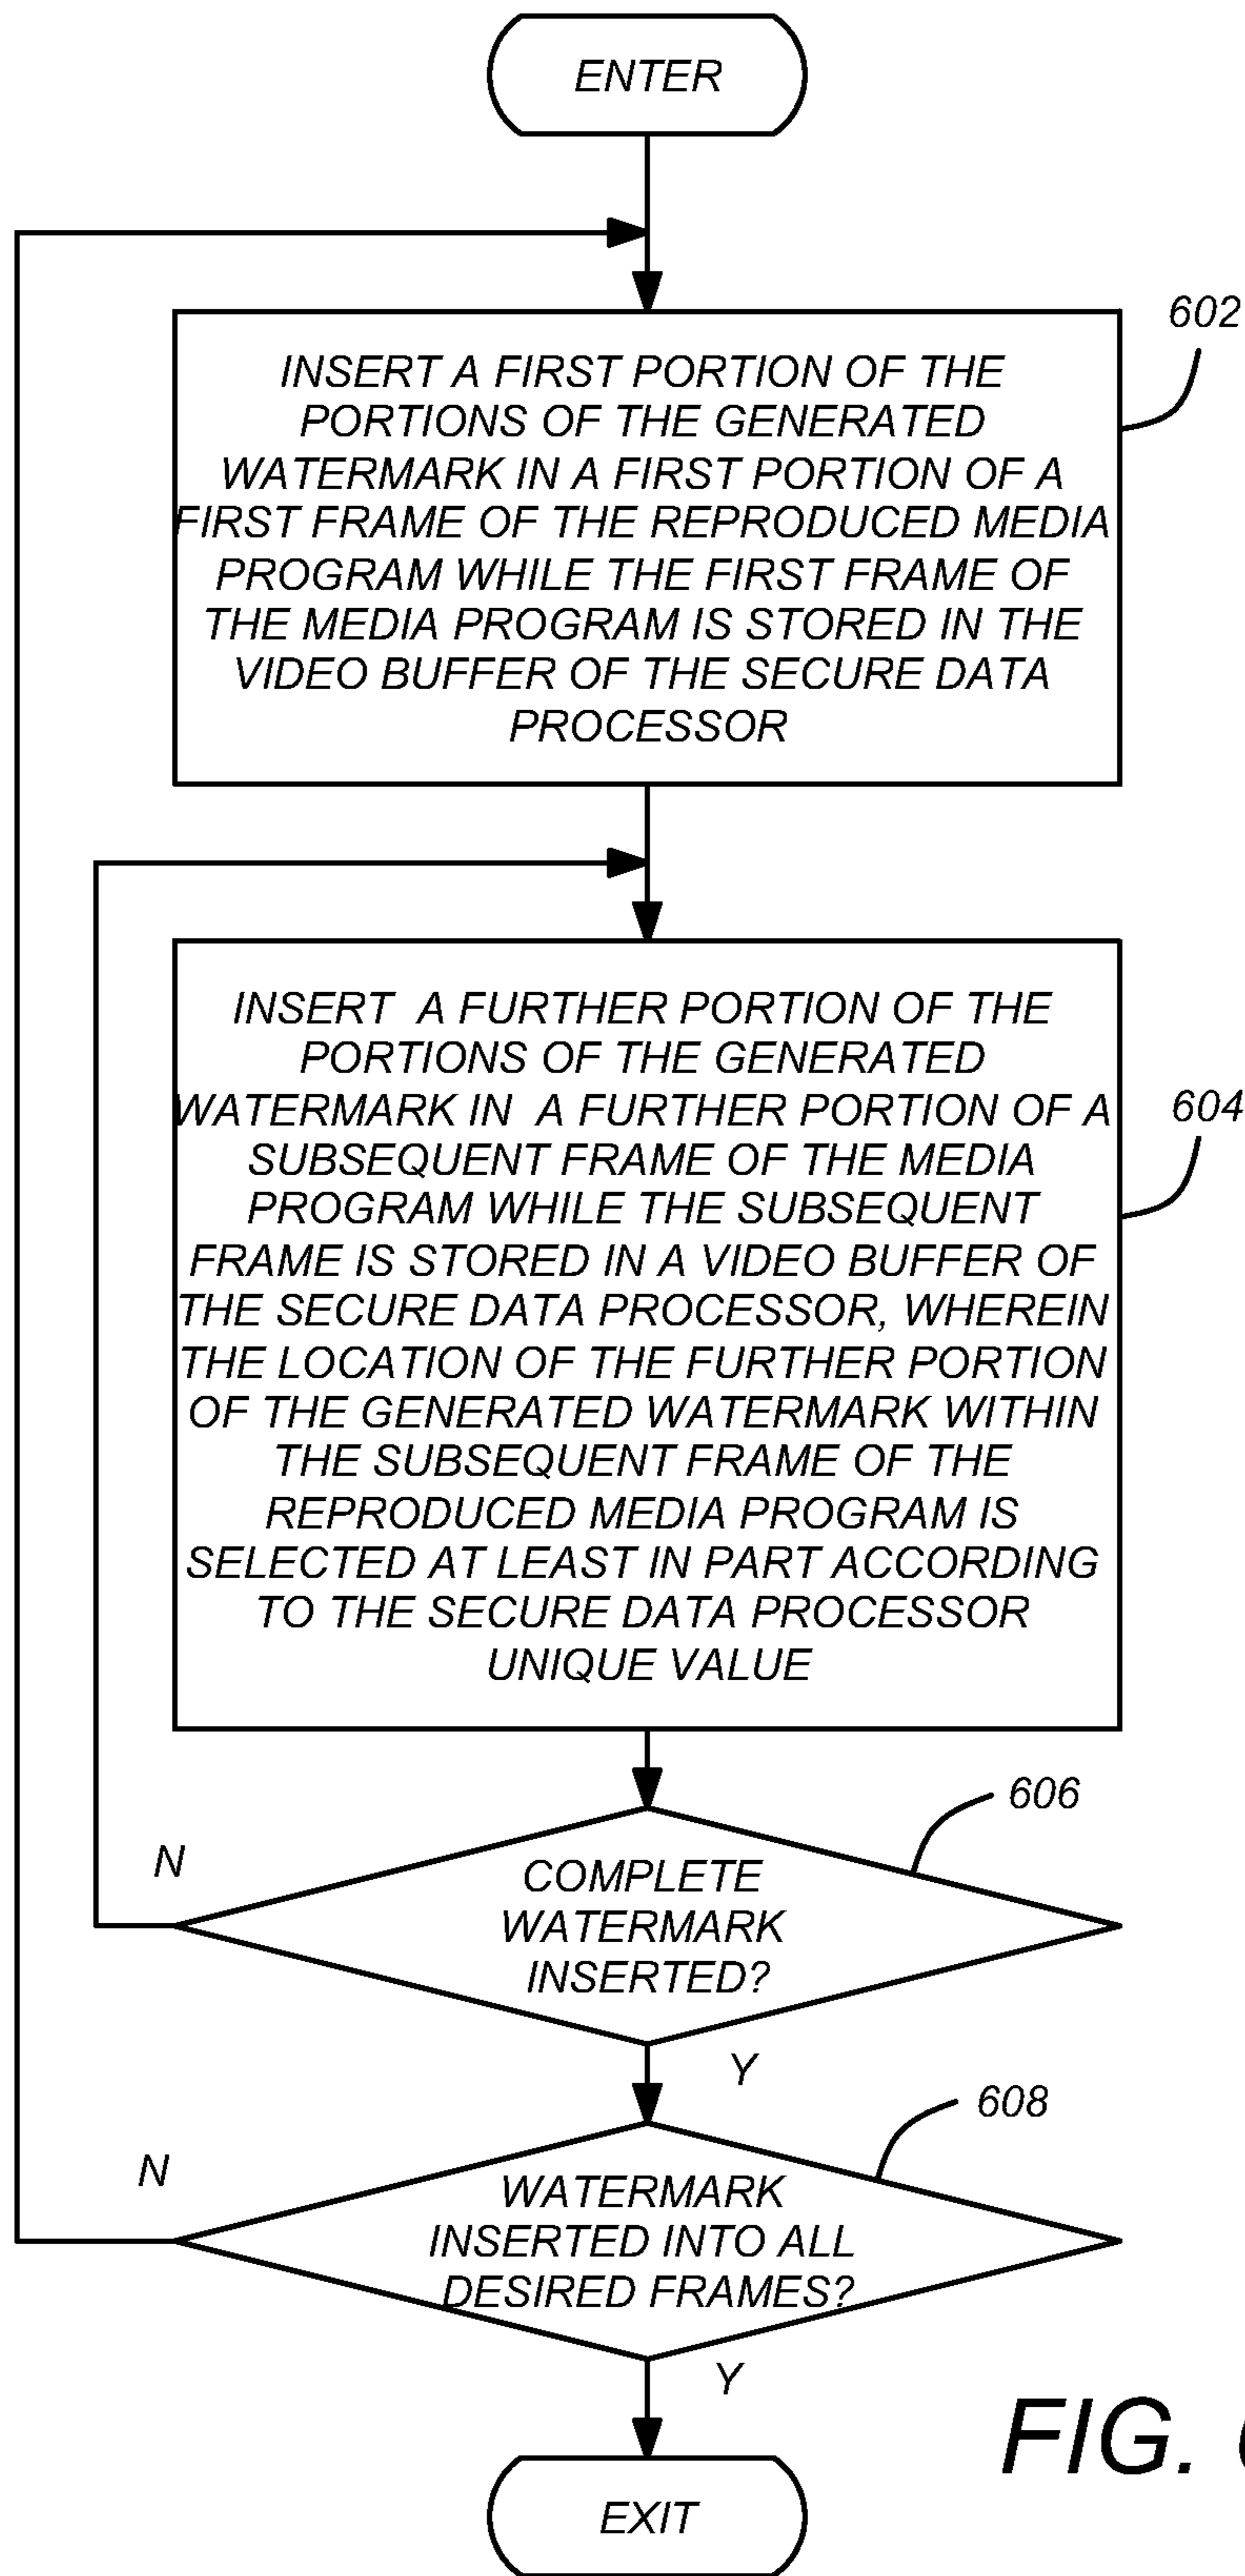 ENTER
602
INSERT A FIRST PORTION OF THE
PORTIONS OF THE GENERATED
WATERMARK IN A FIRST PORTION OF A
FIRST FRAME OF THE REPRODUCED MEDIA
PROGRAM WHILE THE FIRST FRAME OF
THE MEDIA PROGRAM IS STORED IN THE
VIDEO BUFFER OF THE SECURE DATA
PROCESSOR
INSERT A FURTHER PORTION OF THE
PORTIONS OF THE GENERATED
WATERMARK IN A FURTHER PORTION OF A
604
SUBSEQUENT FRAME OF THE MEDIA
PROGRAM WHILE THE SUBSEQUENT
FRAME IS STORED IN A VIDEO BUFFER OF
THE SECURE DATA PROCESSOR, WHEREIN
THE LOCATION OF THE FURTHER PORTION
OF THE GENERATED WATERMARK WITHIN
THE SUBSEQUENT FRAME OF THE
REPRODUCED MEDIA PROGRAM IS
SELECTED AT LEAST IN PART ACCORDING
TO THE SECURE DATA PROCESSOR
UNIQUE VALUE
606
N
COMPLETE
WATERMARK
INSERTED?
Y
608
N
WATERMARK
INSERTED INTO ALL
DESIRED FRAMES?
Y
FIG.
EXIT